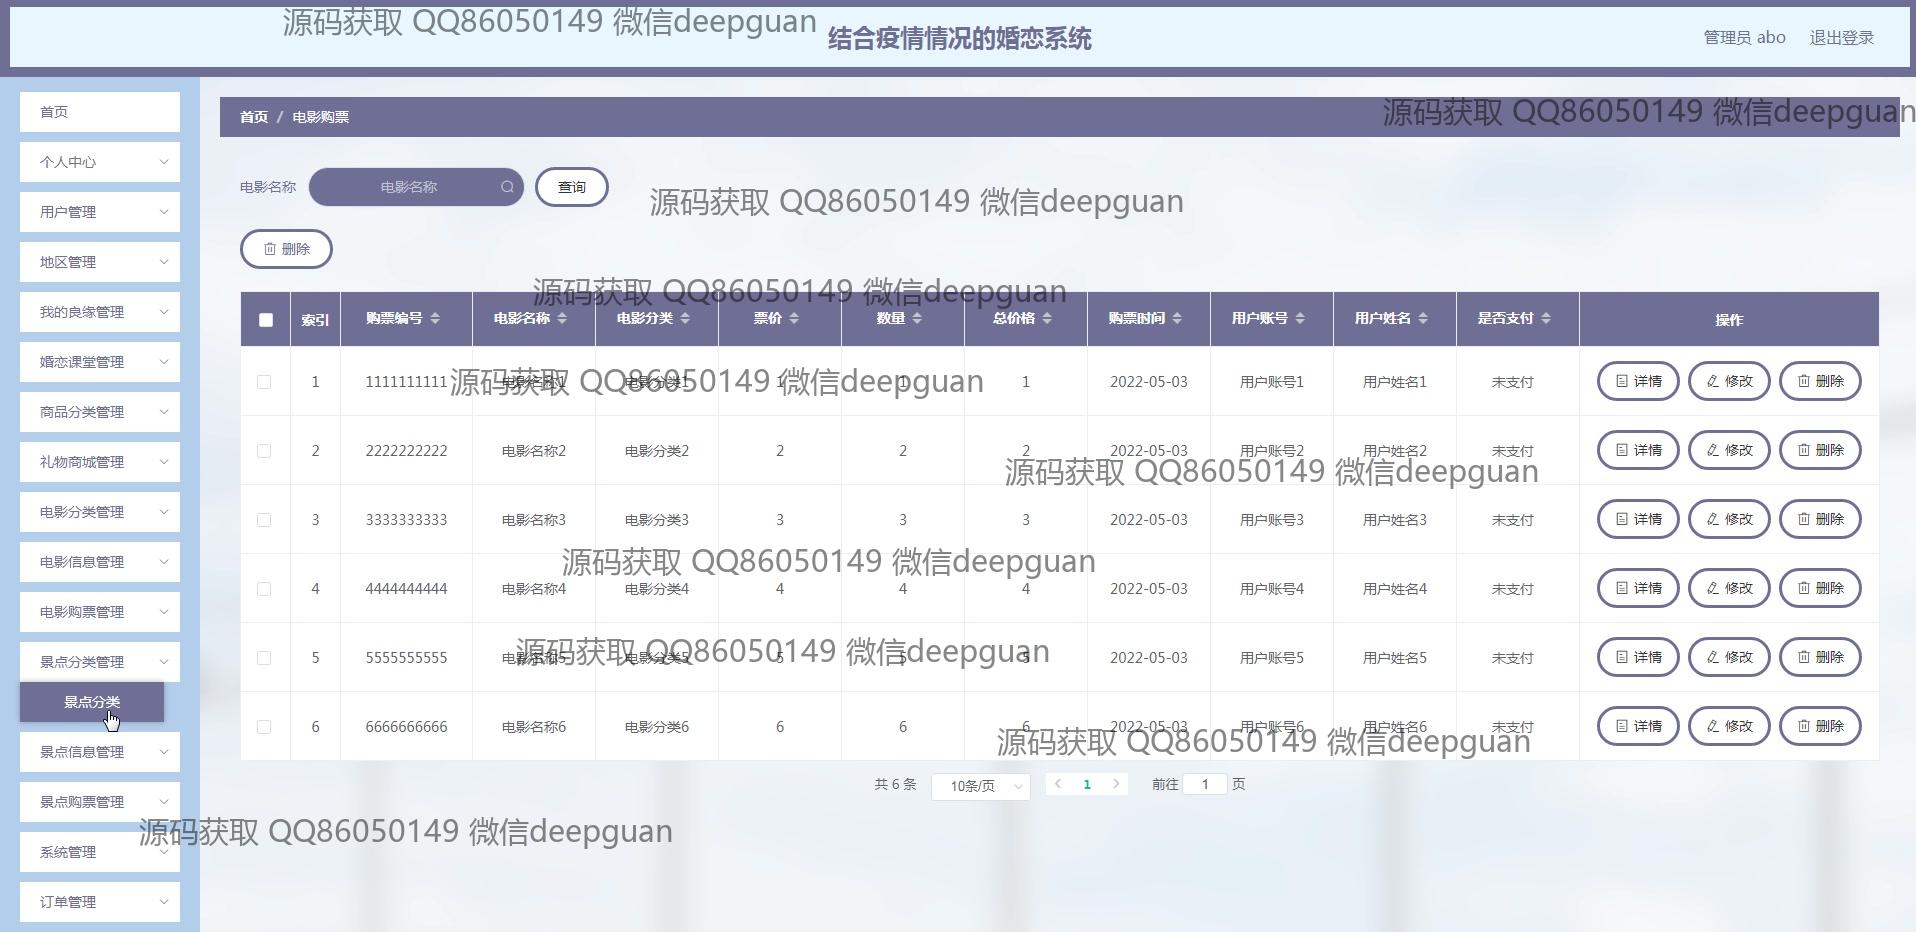 源码获取 QQ86050149 微信deepguan
结合疫情情况的婚恋系统
管理员 abo 退出登录
首页
个人中心
用户管理
地区管理
我的良缘管理
婚恋课堂管理
商品分类管理
礼物商城管理
电影分类管理
电影信息管理
电影购票管理
景点分类管理
景点分类
景点信息管理
景点购票管理
系统管理
订单管理
首页 / 电影购票
源码获取 QQ86050149 微信deepguan
电影名称 电影名称 查询
源码获取 QQ86050149 微信deepguan
删除
源码获取 QQ86050149 微信deepguan
索引 购票编号 电影名称 电影分类 票价 数量 总价格 购票时间 用户账号 用户姓名 是否支付 操作
1 1111111111 电影名称1 电影分类1 1 1 1 2022-05-03 用户账号1 用户姓名1 未支付 详情 修改 删除
源码获取 QQ86050149 微信deepguan
2 2222222222 电影名称2 电影分类2 2 2 2 2022-05-03 用户账号2 用户姓名2 未支付 详情 修改 删除
源码获取 QQ86050149 微信deepguan
3 3333333333 电影名称3 电影分类3 3 3 3 2022-05-03 用户账号3 用户姓名3 未支付 详情 修改 删除
源码获取 QQ86050149 微信deepguan
4 4444444444 电影名称4 电影分类4 4 4 4 2022-05-03 用户账号4 用户姓名4 未支付 详情 修改 删除
源码获取 QQ86050149 微信deepguan
5 5555555555 电影名称5 电影分类5 5 5 5 2022-05-03 用户账号5 用户姓名5 未支付 详情 修改 删除
6 6666666666 电影名称6 电影分类6 6 6 6 2022-05-03 用户账号6 用户姓名6 未支付 详情 修改 删除
源码获取 QQ86050149 微信deepguan
共 6 条 10条/页 1 前往 1 页
源码获取 QQ86050149 微信deepguan